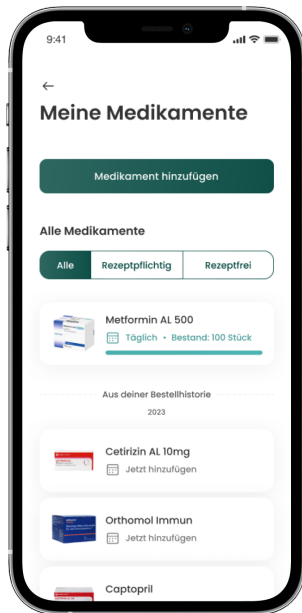 9:41
Meine Medikamente
Medikament hinzufügen
Alle Medikamente
Alle Rezeptpflichtig Rezeptfrei
Metformin AL 500
Täglich • Bestand: 100 Stück
Aus deiner Bestellhistorie
2023
Cetirizin AL 10mg
Jetzt hinzufügen
Orthomol Immun
Jetzt hinzufügen
Captopril